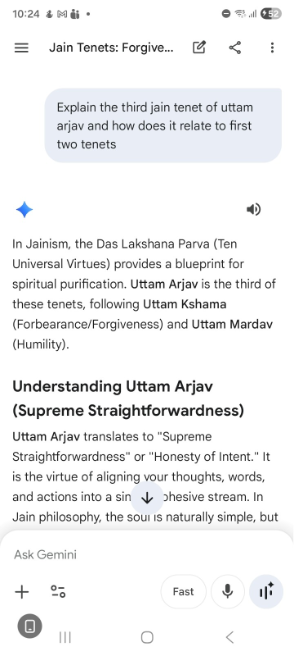 10:24
52
Jain Tenets: Forgive...
Explain the third jain tenet of uttam
arjav and how does it relate to first
two tenets
In Jainism, the Das Lakshana Parva (Ten
Universal Virtues) provides a blueprint for
spiritual purification. Uttam Arjav is the third of
these tenets, following Uttam Kshama
(Forbearance/Forgiveness) and Uttam Mardav
(Humility).
Understanding Uttam Arjav
(Supreme Straightforwardness)
Uttam Arjav translates to "Supreme
Straightforwardness" or "Honesty of Intent." It
is the virtue of aligning your thoughts, words,
and actions into a sin ohesive stream. In
Jain philosophy, the soul is naturally simple, but
Ask Gemini
Fast